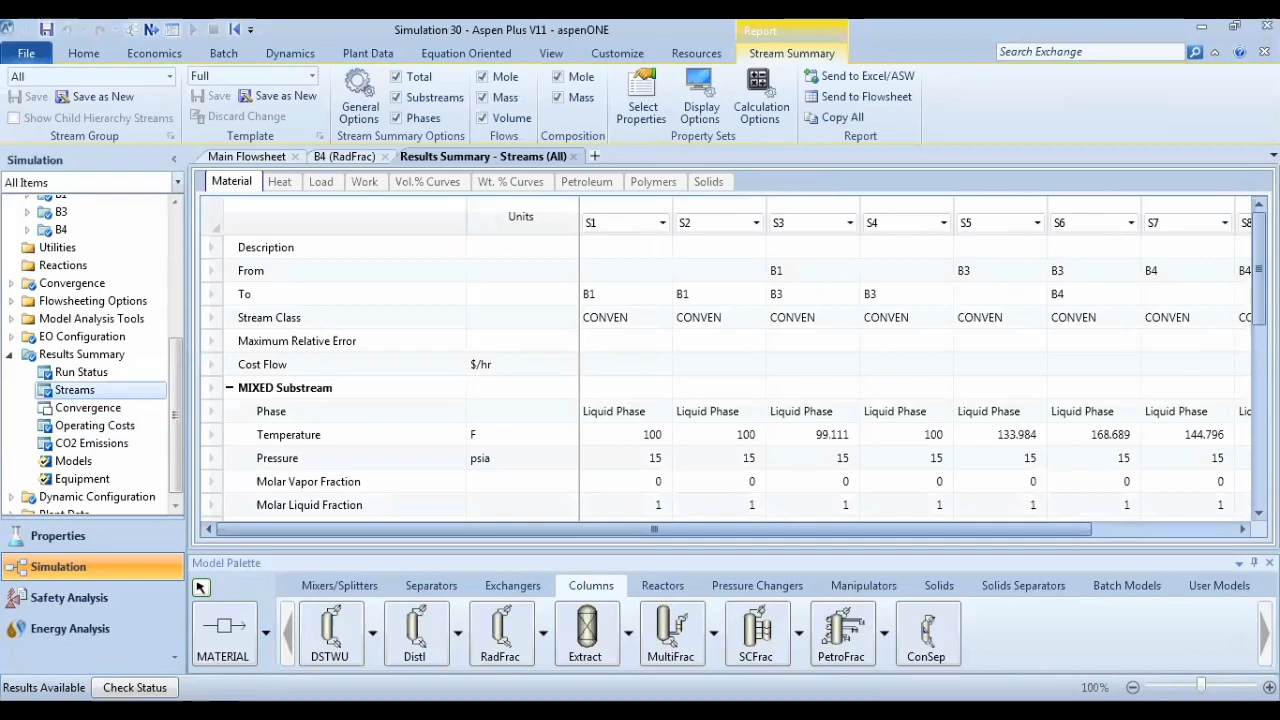 Simulation 30 - Aspen Plus V11 - aspenONE
Report
File
Home
Economics
Batch
Dynamics
Plant Data
Equation Oriented
View
Customize
Resources
Stream Summary
Search Exchange
All
Save
Save as New
Show Child Hierarchy Streams
Stream Group
Full
Save
Save as New
Discard Change
Template
General Options
Total
Substreams
Phases
Stream Summary Options
Mole
Mass
Volume
Flows
Mole
Mass
Composition
Select Properties
Display Options
Calculation Options
Property Sets
Send to Excel/ASW
Send to Flowsheet
Copy All
Report
Simulation
All Items
B1
B3
B4
Utilities
Reactions
Convergence
Flowsheeting Options
Model Analysis Tools
EO Configuration
Results Summary
Run Status
Streams
Convergence
Operating Costs
CO2 Emissions
Models
Equipment
Dynamic Configuration
Plant Data
Properties
Simulation
Safety Analysis
Energy Analysis
Main Flowsheet
B4 (RadFrac)
Results Summary - Streams (All)
Material
Heat
Load
Work
Vol.% Curves
Wt. % Curves
Petroleum
Polymers
Solids
Units S1 S2 S3 S4 S5 S6 S7 S8
Description
From B1 B3 B3 B4 B4
To B1 B1 B3 B3 B4
Stream Class CONVEN CONVEN CONVEN CONVEN CONVEN CONVEN CONVEN CC
Maximum Relative Error
Cost Flow $/hr
MIXED Substream
Phase Liquid Phase Liquid Phase Liquid Phase Liquid Phase Liquid Phase Liquid Phase Liquid Phase Lic
Temperature F 100 100 99.111 100 133.984 168.689 144.796
Pressure psia 15 15 15 15 15 15 15
Molar Vapor Fraction 0 0 0 0 0 0 0
Molar Liquid Fraction 1 1 1 1 1 1 1
Model Palette
Mixers/Splitters
Separators
Exchangers
Columns
Reactors
Pressure Changers
Manipulators
Solids
Solids Separators
Batch Models
User Models
MATERIAL
DSTWU
Distl
RadFrac
Extract
MultiFrac
SCFrac
PetroFrac
ConSep
Results Available
Check Status
100%